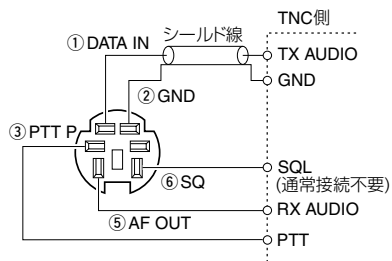 TNC側
シールド線
① DATA IN
TX AUDIO
② GND
GND
③ PTT P
⑥ SQ
SQL
(通常接続不要)
⑤ AF OUT
RX AUDIO
PTT